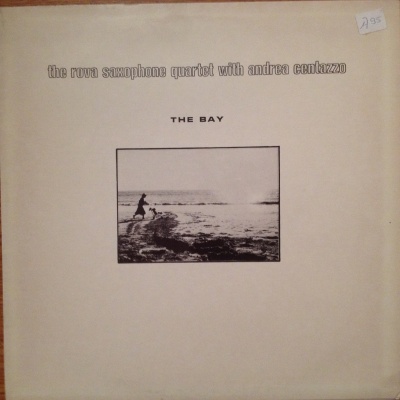 the rova saxophone quartet with andrea centazzo
THE BAY